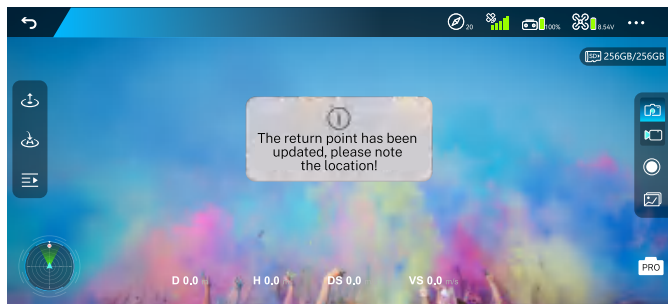 20
100%
8.54V
SD 256GB/256GB
The return point has been
updated, please note
the location!
PRO
D 0.0 m
H 0.0
DS 0.0
VS 0.0 m/s